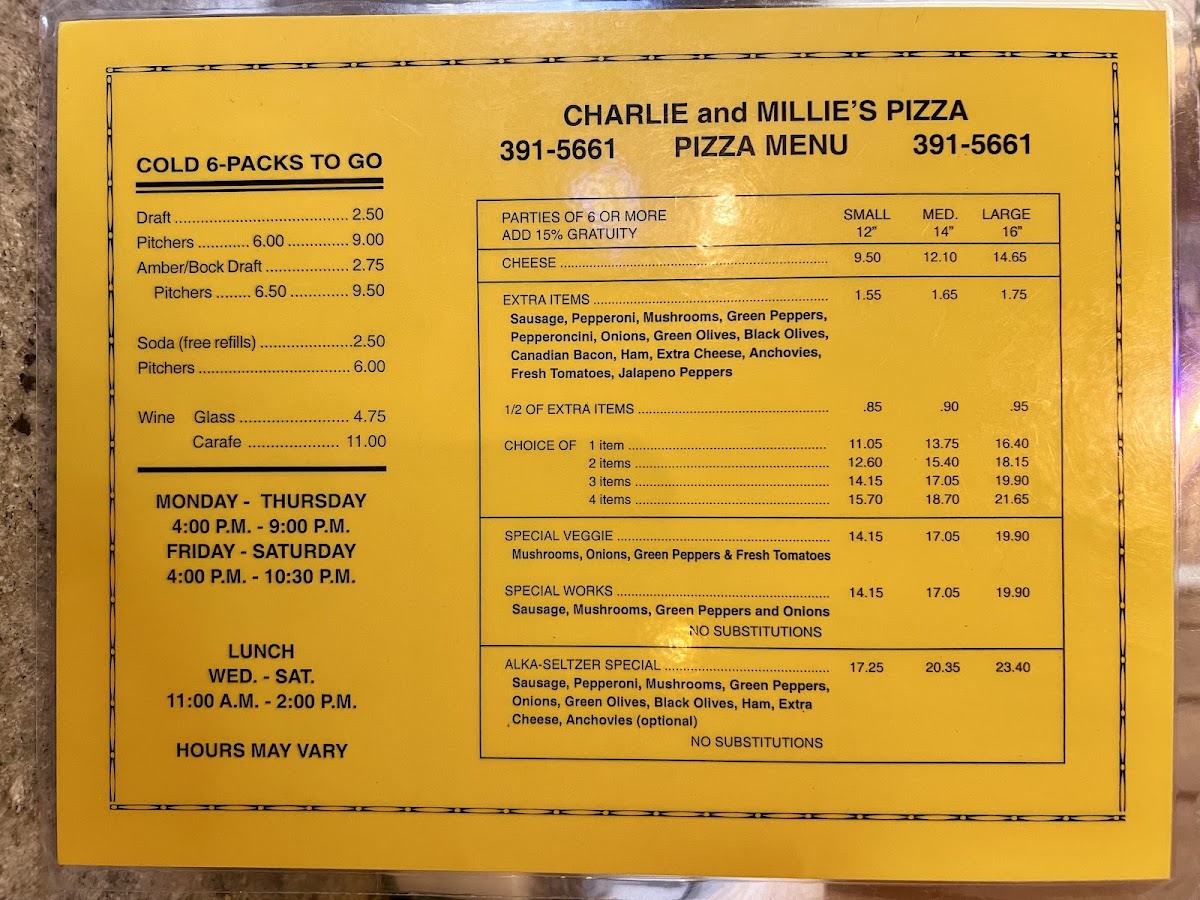 CHARLIE and MILLIE'S PIZZA
391-5661 PIZZA MENU 391-5661
COLD 6-PACKS TO GO
Draft ........................................ 2.50
Pitchers ............ 6.00 .............. 9.00
Amber/Bock Draft ................... 2.75
Pitchers ........ 6.50 ............. 9.50
Soda (free refills) .....................2.50
Pitchers ................................... 6.00
Wine Glass ......................... 4.75
Carafe ..................... 11.00
MONDAY - THURSDAY
4:00 P.M. - 9:00 P.M.
FRIDAY - SATURDAY
4:00 P.M. - 10:30 P.M.
LUNCH
WED. - SAT.
11:00 A.M. - 2:00 P.M.
HOURS MAY VARY
PARTIES OF 6 OR MORE SMALL MED. LARGE
ADD 15% GRATUITY 12" 14" 16"
CHEESE ........................................ 9.50 12.10 14.65
EXTRA ITEMS ........................................ 1.55 1.65 1.75
Sausage, Pepperoni, Mushrooms, Green Peppers,
Pepperoncini, Onions, Green Olives, Black Olives,
Canadian Bacon, Ham, Extra Cheese, Anchovies,
Fresh Tomatoes, Jalapeno Peppers
1/2 OF EXTRA ITEMS ........................................ .85 .90 .95
CHOICE OF 1 item ........................................ 11.05 13.75 16.40
2 items ........................................ 12.60 15.40 18.15
3 items ........................................ 14.15 17.05 19.90
4 items ........................................ 15.70 18.70 21.65
SPECIAL VEGGIE ........................................ 14.15 17.05 19.90
Mushrooms, Onions, Green Peppers & Fresh Tomatoes
SPECIAL WORKS ........................................ 14.15 17.05 19.90
Sausage, Mushrooms, Green Peppers and Onions
NO SUBSTITUTIONS
ALKA-SELTZER SPECIAL ........................................ 17.25 20.35 23.40
Sausage, Pepperoni, Mushrooms, Green Peppers,
Onions, Green Olives, Black Olives, Ham, Extra
Cheese, Anchovies (optional)
NO SUBSTITUTIONS